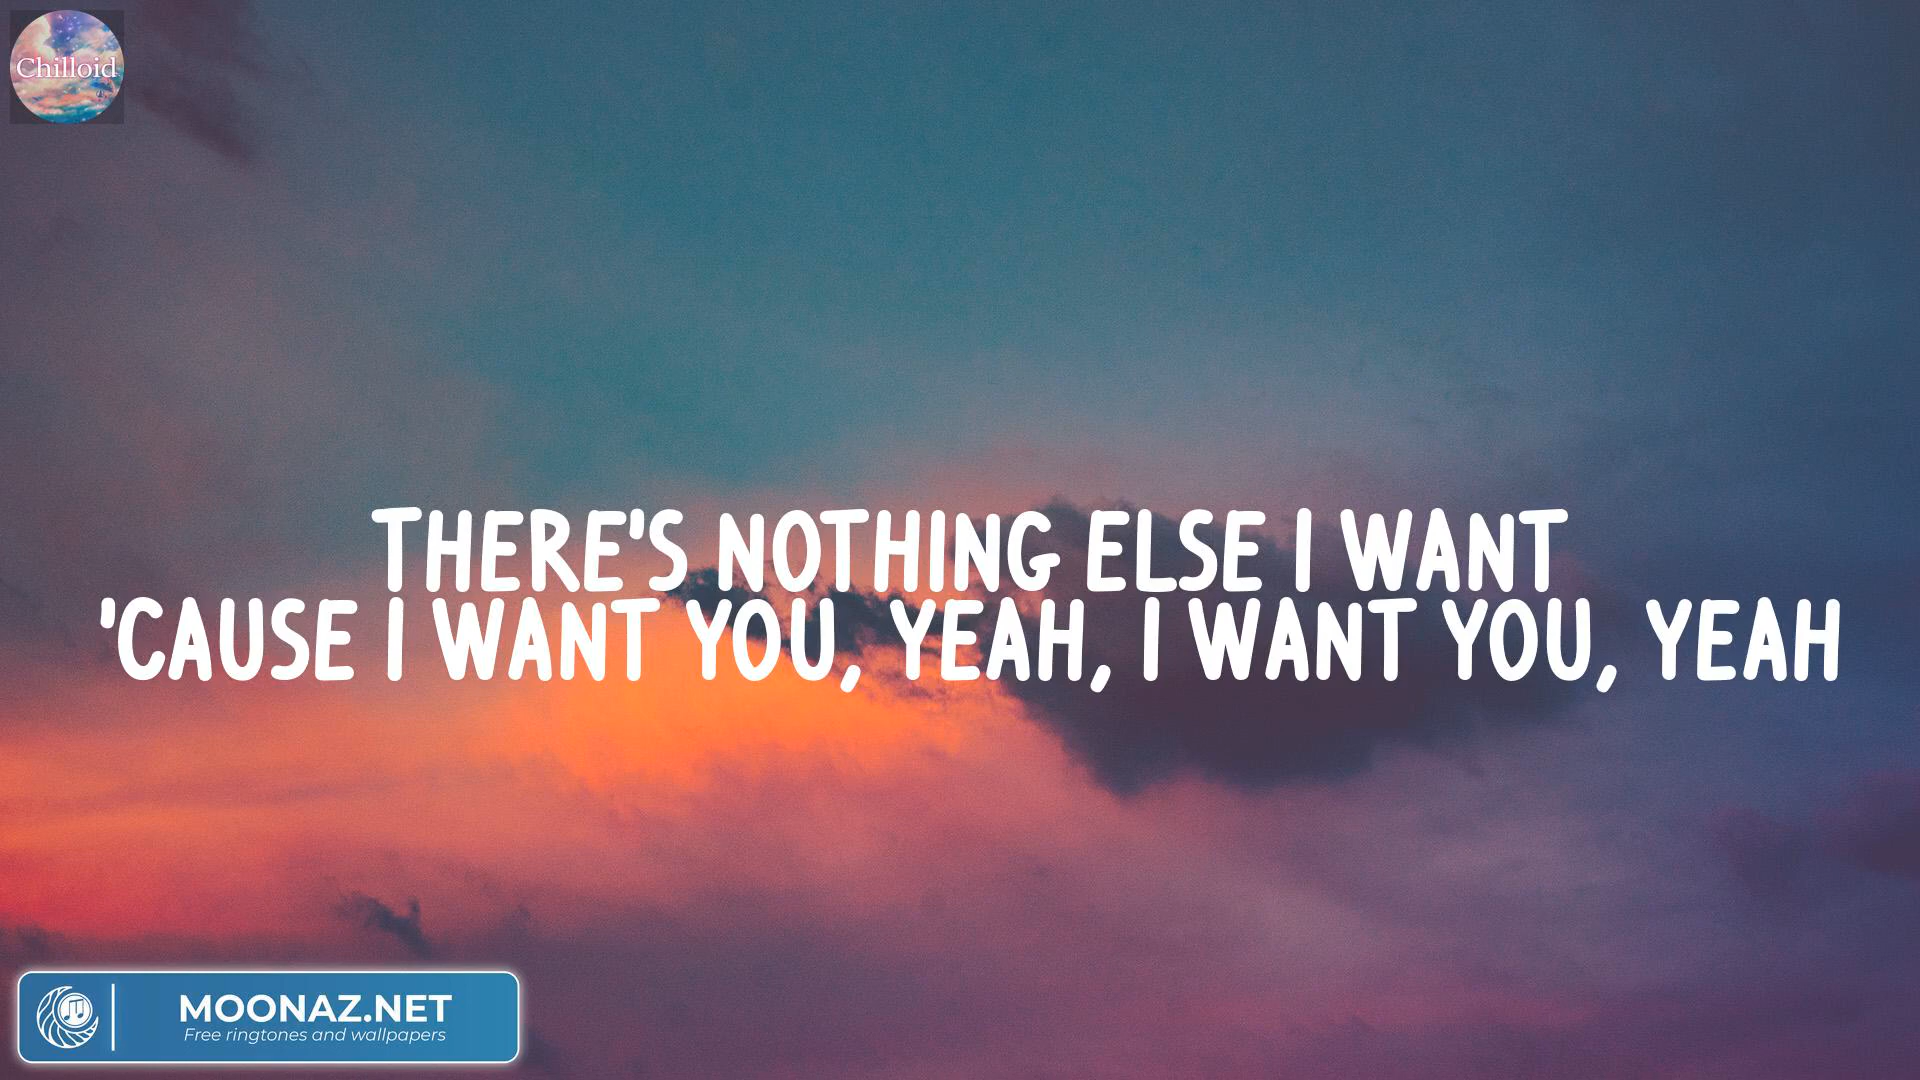 Chilloid
THERE'S NOTHING ELSE I WANT
'CAUSE I WANT YOU, YEAH, I WANT YOU, YEAH
MOONAZ.NET
Free ringtones and wallpapers